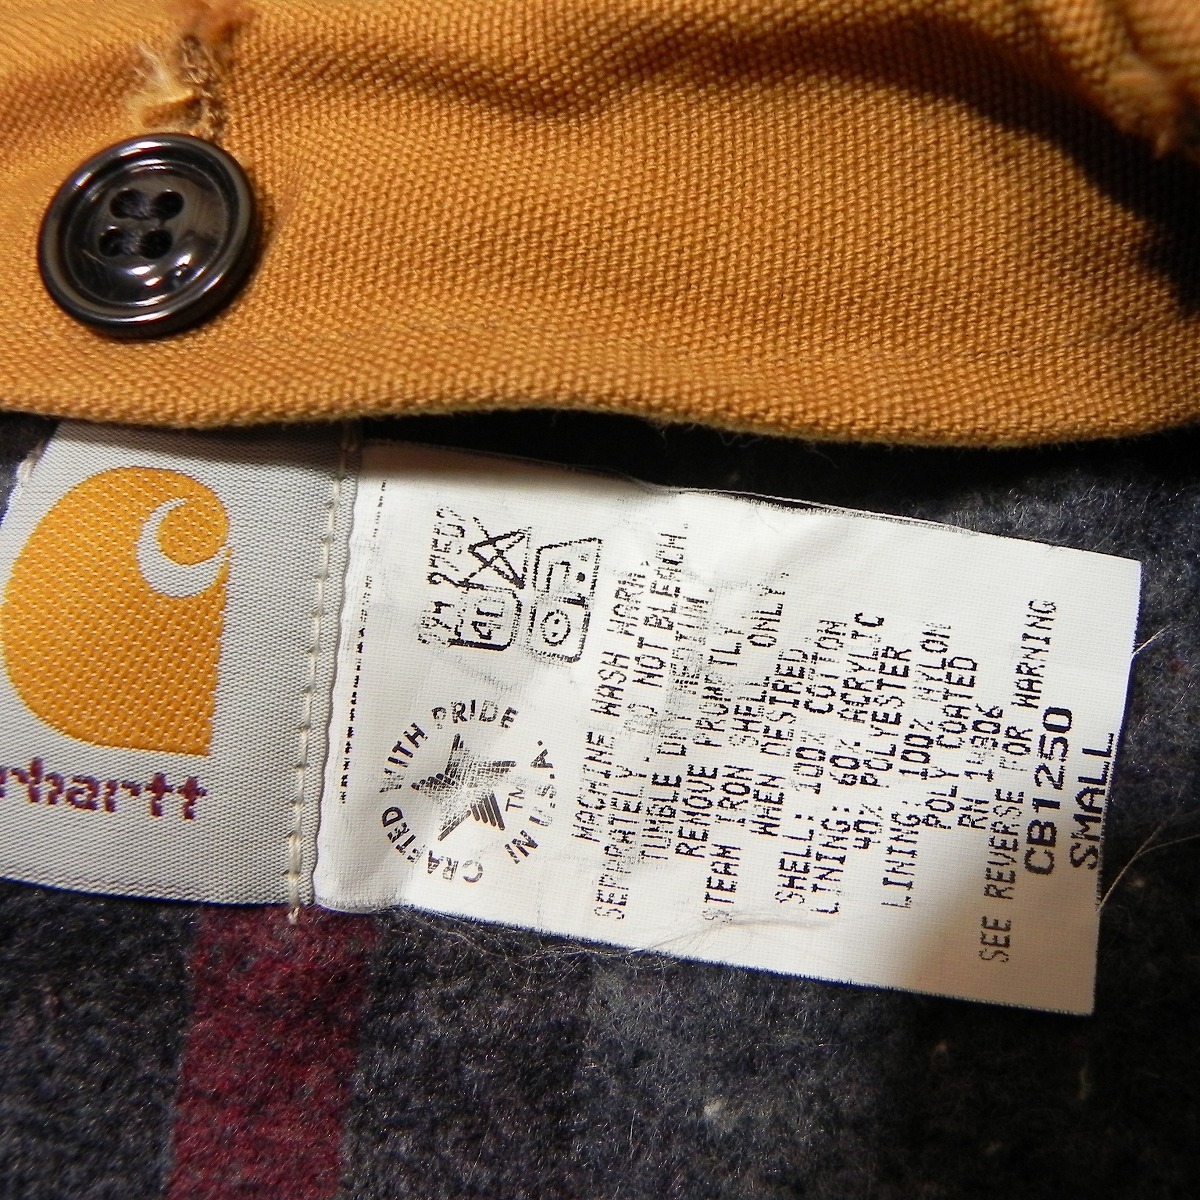 rhartt
CRAFTED WITH PRIDE
IN U.S.A.
TM
MACHINE WASH WARM,
SEPARATELY. DO NOT BLEACH.
TUMBLE DRY
REMOVE PROMPTLY
STEAM IRON SHELL ONLY,
WHEN DESIRED
SHELL: 100% COTTON
LINING: 60% ACRYLIC
40% POLYESTER
LINING: 100% NYLON
POLY COATED
RN 14806
SEE REVERSE FOR WARNING
CB1250
SMALL